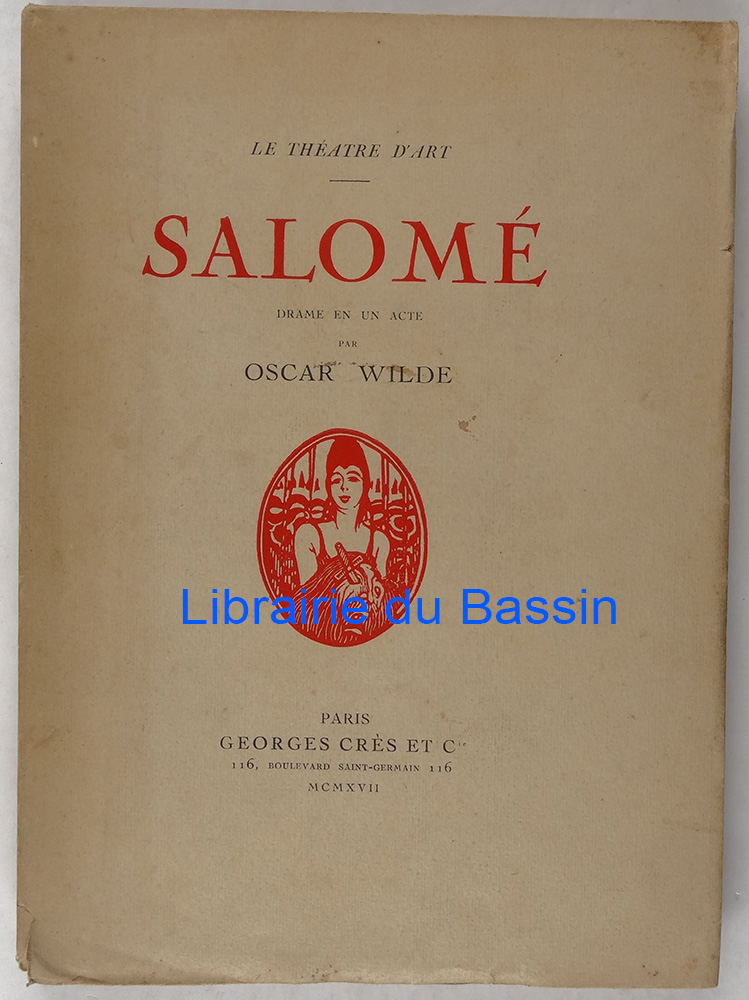 LE THÉATRE D'ART
SALOMÉ
DRAME EN UN ACTE
PAR
OSCAR WILDE
Librairie du Bassin
PARIS
GEORGES CRÈS ET Cie
116, BOULEVARD SAINT-GERMAIN 116
MCMXVII